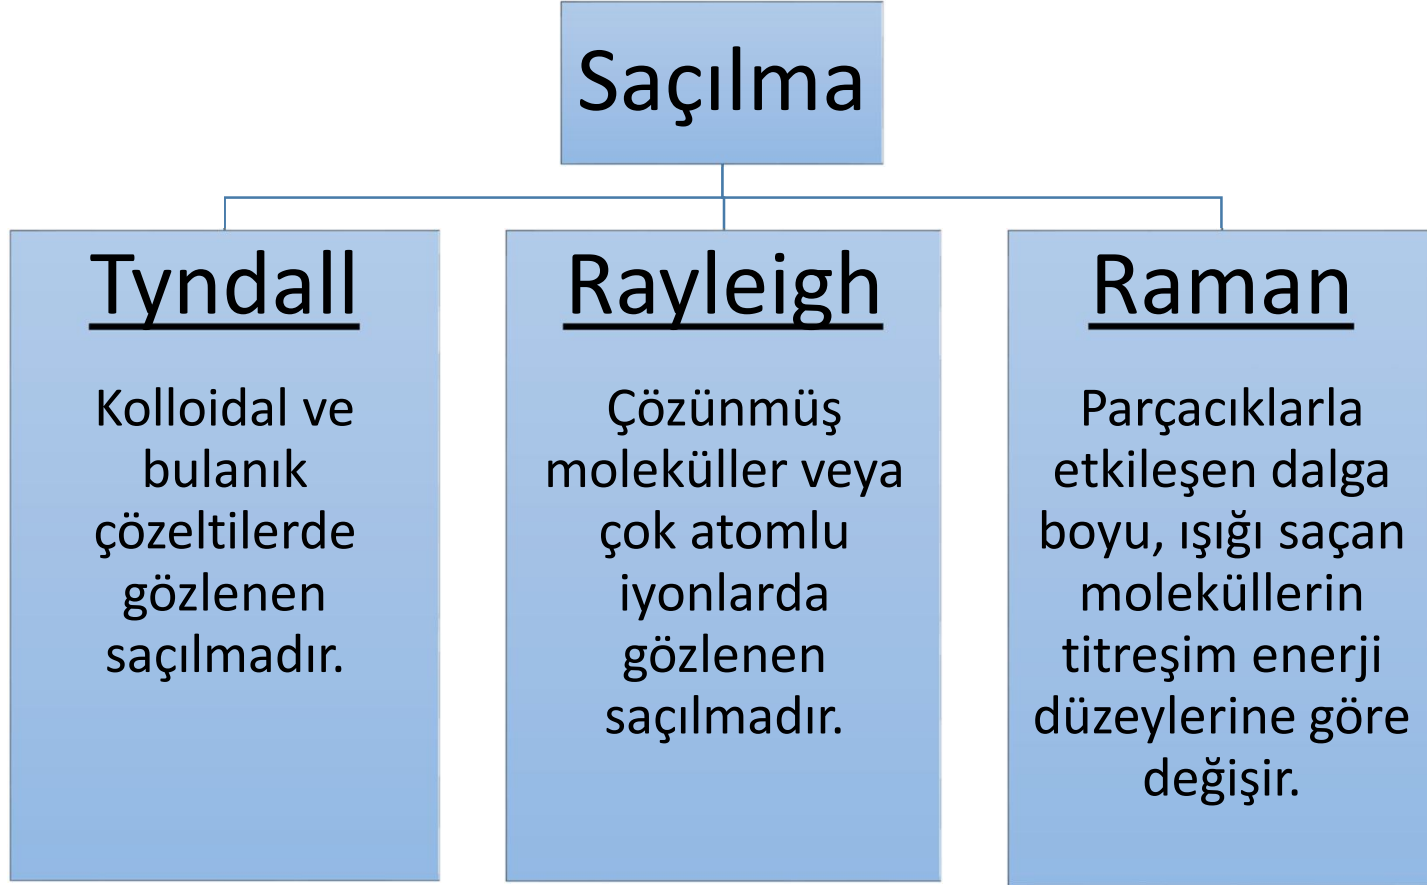 Saçılma
Tyndall
Kolloidal ve
bulanık
çözeltilerde
gözlenen
saçılmadır.
Rayleigh
Çözünmüş
moleküller veya
çok atomlu
iyonlarda
gözlenen
saçılmadır.
Raman
Parçacıklarla
etkileşen dalga
boyu, ışığı saçan
moleküllerin
titreşim enerji
düzeylerine göre
değişir.